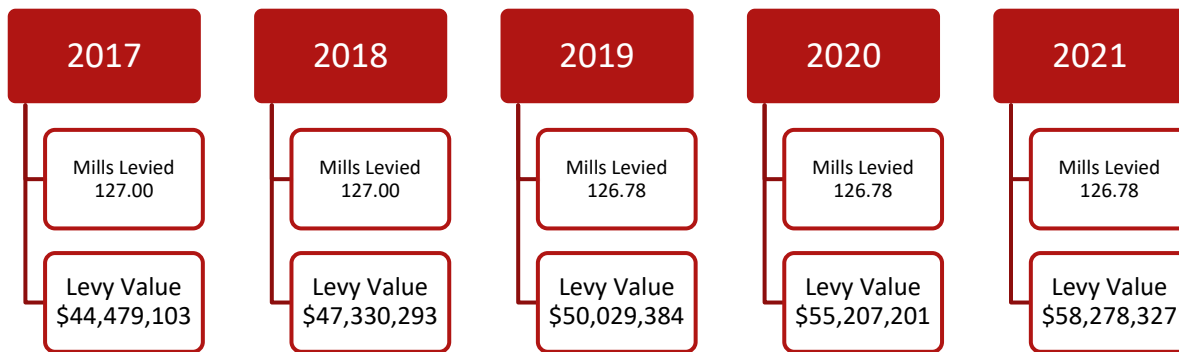 2017
Mills Levied
127.00
Levy Value
$44,479,103
2018
Mills Levied
127.00
Levy Value
$47,330,293
2019
Mills Levied
126.78
Levy Value
$50,029,384
2020
Mills Levied
126.78
Levy Value
$55,207,201
2021
Mills Levied
126.78
Levy Value
$58,278,327